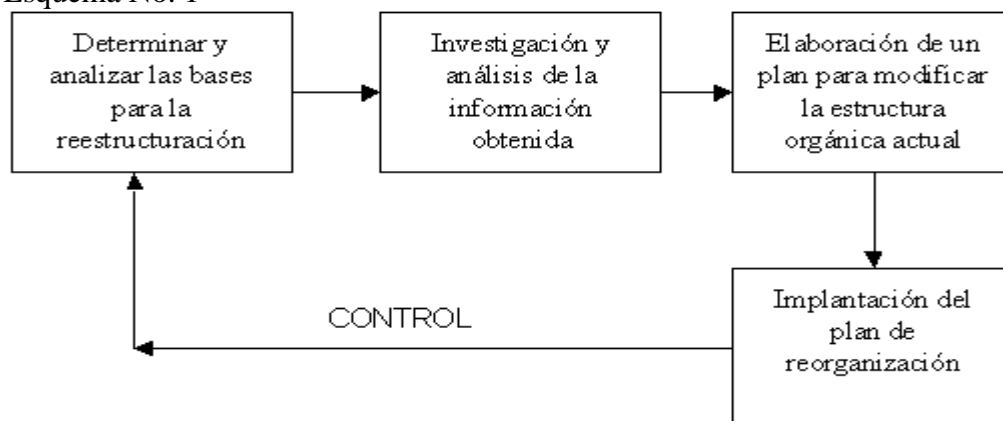 Esquema No. 1
Determinar y
analizar las bases
para la
reestructuración
Investigación y
análisis de la
información
obtenida
Elaboración de un
plan para modificar
la estructura
orgánica actual
Implantación del
plan de
reorganización
CONTROL